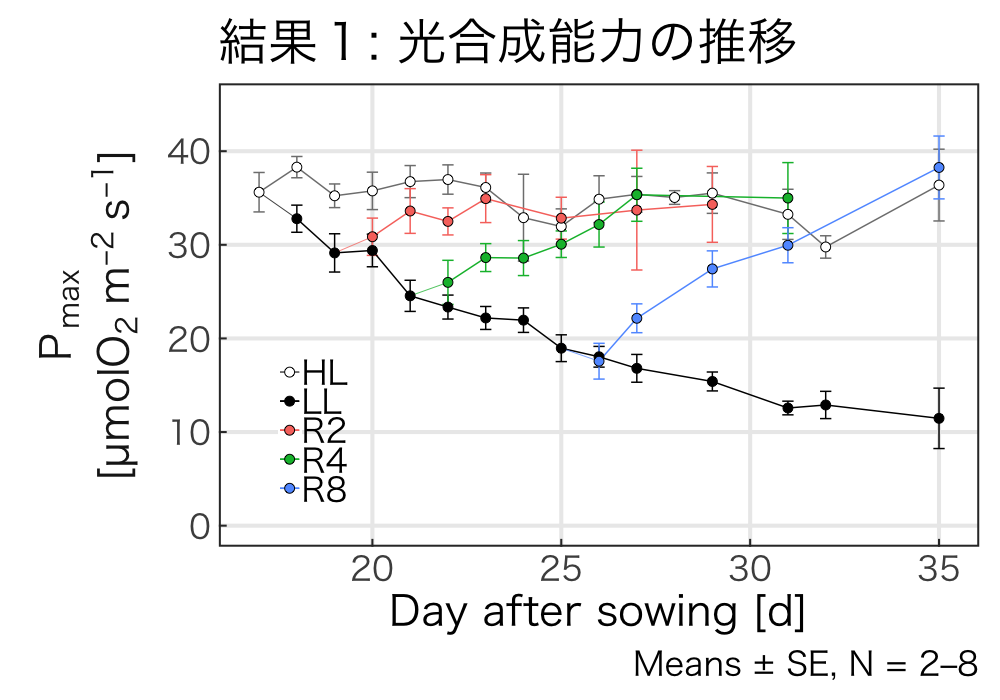 結果1: 光合成能力の推移
Pmax
[μmolO2 m−2 s−1]
40
30
20
10
0
HL
LL
R2
R4
R8
20 25 30 35
Day after sowing [d]
Means ± SE, N = 2–8